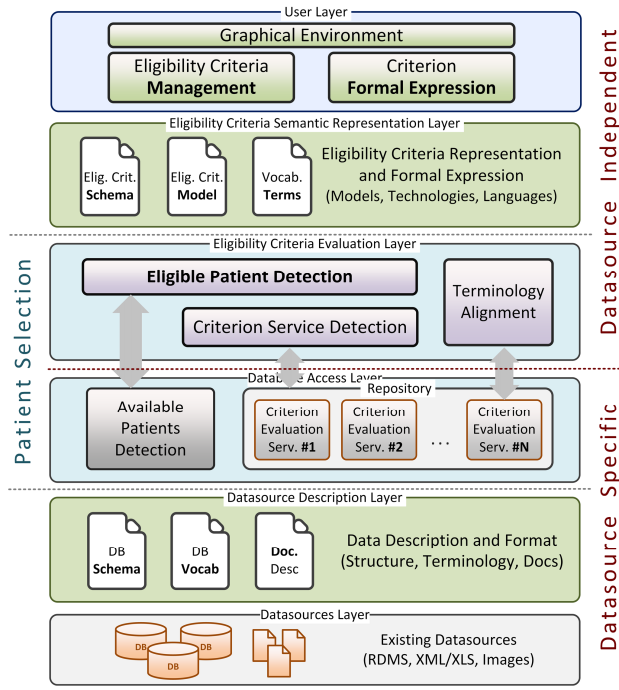 User Layer
Graphical Environment
Eligibility Criteria
Management
Criterion
Formal Expression
Eligibility Criteria Semantic Representation Layer
Elig. Crit.
Schema
Elig. Crit.
Model
Vocab.
Terms
Eligibility Criteria Representation
and Formal Expression
(Models, Technologies, Languages)
Datasource Independent
Eligibility Criteria Evaluation Layer
Eligible Patient Detection
Criterion Service Detection
Terminology
Alignment
Patient Selection
Database Access Layer
Available
Patients
Detection
Repository
Criterion
Evaluation
Serv. #1
Criterion
Evaluation
Serv. #2
...
Criterion
Evaluation
Serv. #N
Datasource Specific
Datasource Description Layer
DB
Schema
DB
Vocab
Doc.
Desc
Data Description and Format
(Structure, Terminology, Docs)
Datasources Layer
DB
DB
DB
Existing Datasources
(RDMS, XML/XLS, Images)